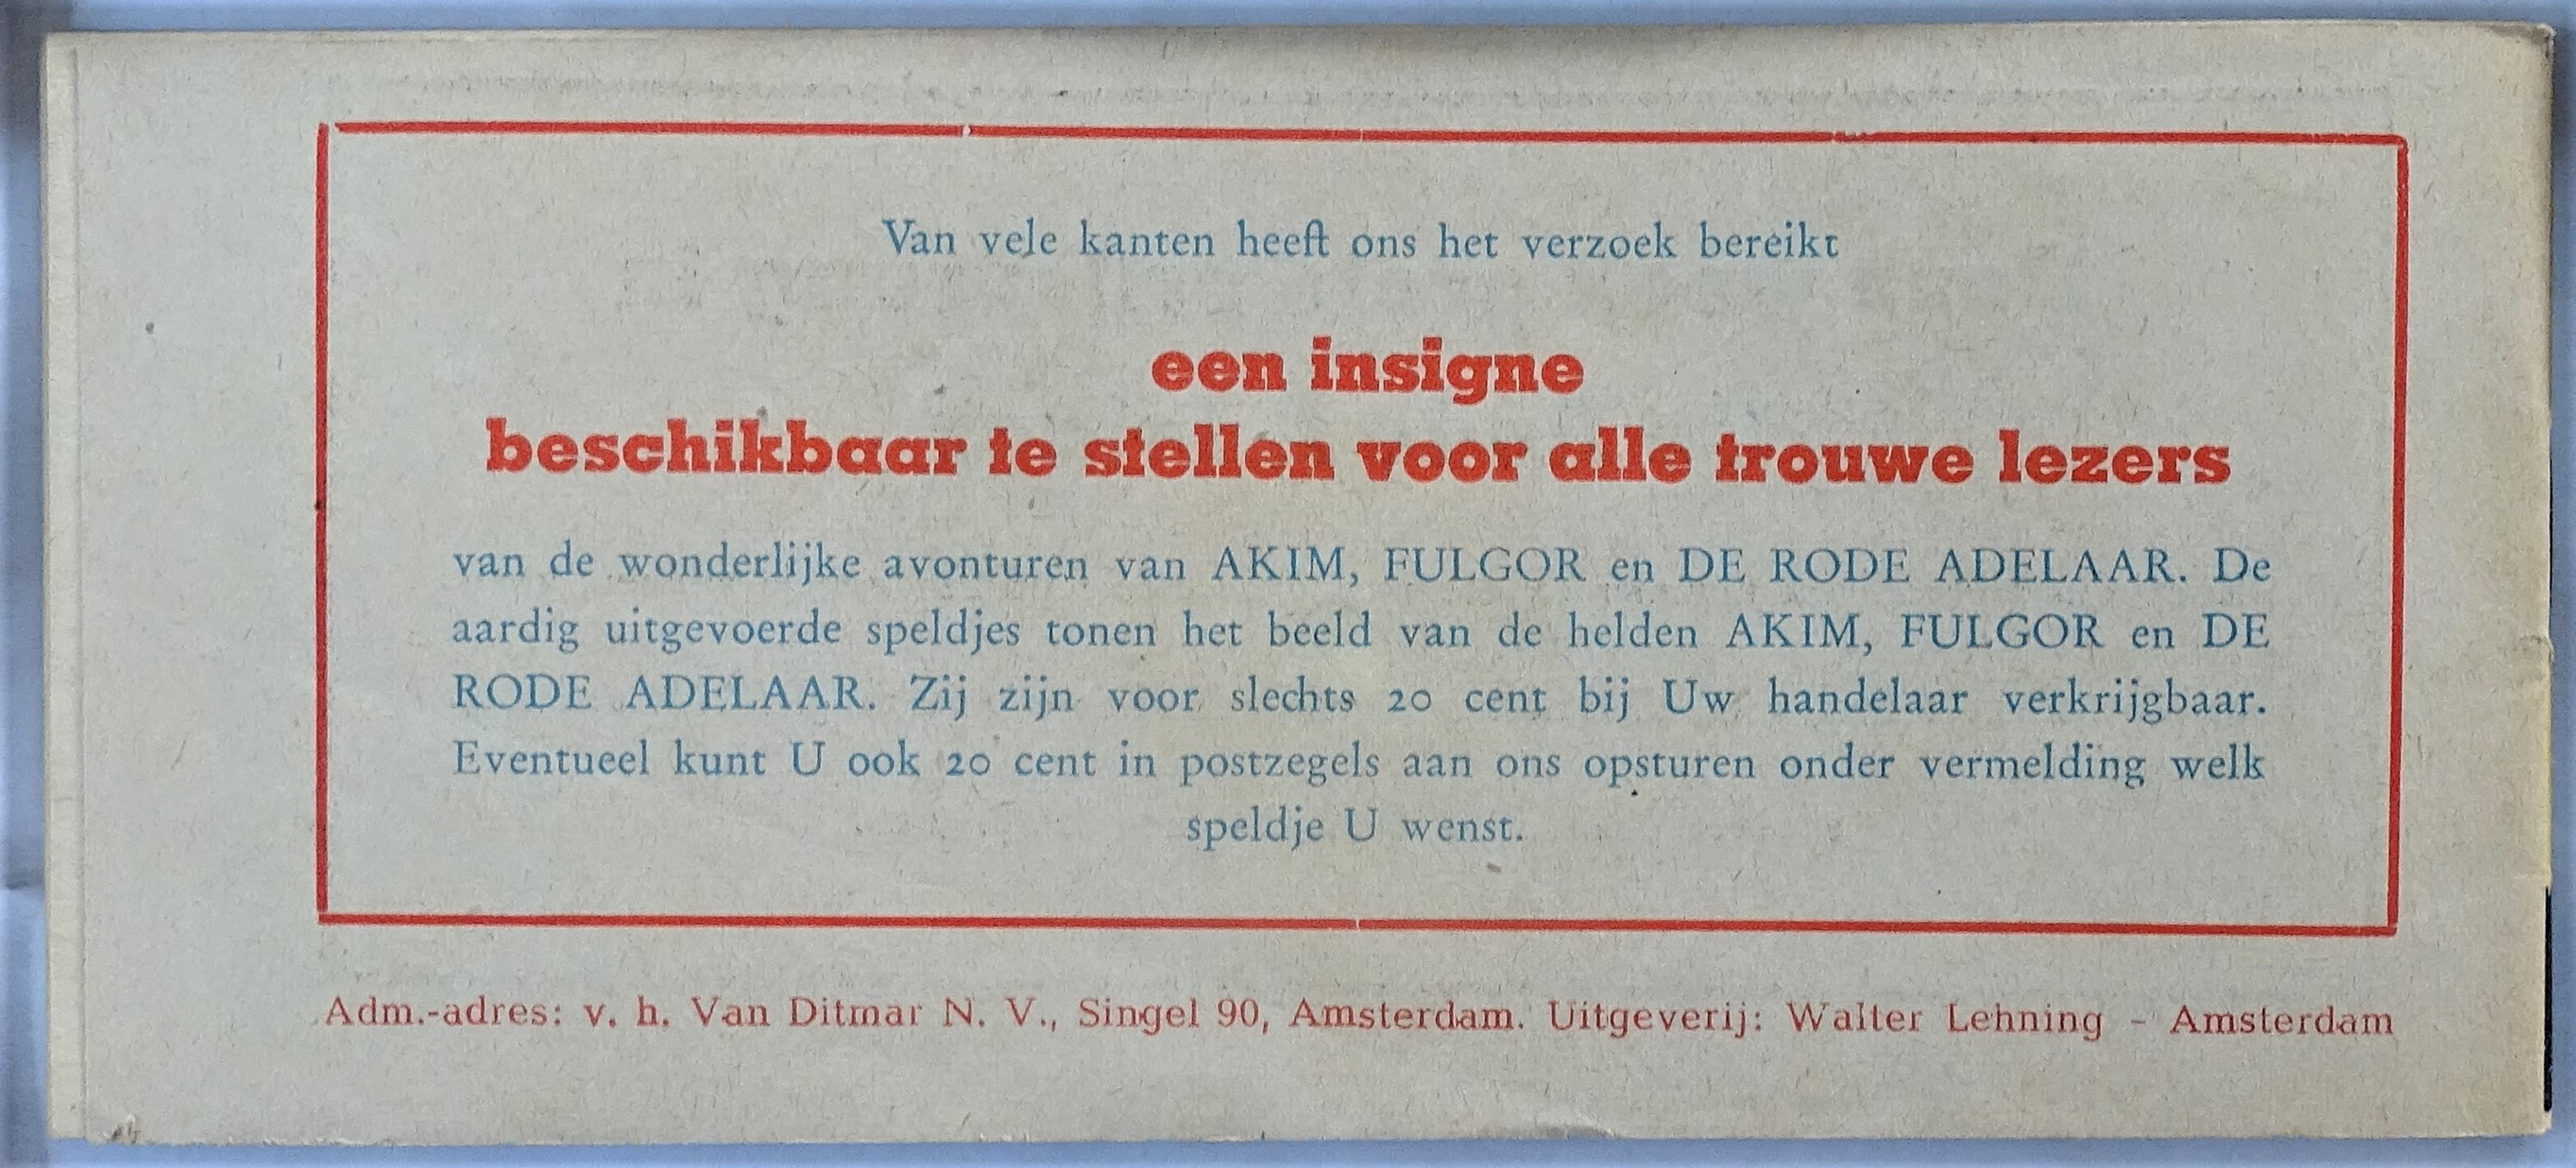 Van vele kanten heeft ons het verzoek bereikt
een insigne
beschikbaar te stellen voor alle trouwe lezers
van de wonderlijke avonturen van AKIM, FULGOR en DE RODE ADELAAR. De
aardig uitgevoerde speldjes tonen het beeld van de helden AKIM, FULGOR en DE
RODE ADELAAR. Zij zijn voor slechts 20 cent bij Uw handelaar verkrijgbaar.
Eventueel kunt U ook 20 cent in postzegels aan ons opsturen onder vermelding welk
speldje U wenst.
Adm.-adres: v. h. Van Ditmar N. V., Singel 90, Amsterdam. Uitgeverij: Walter Lehning - Amsterdam